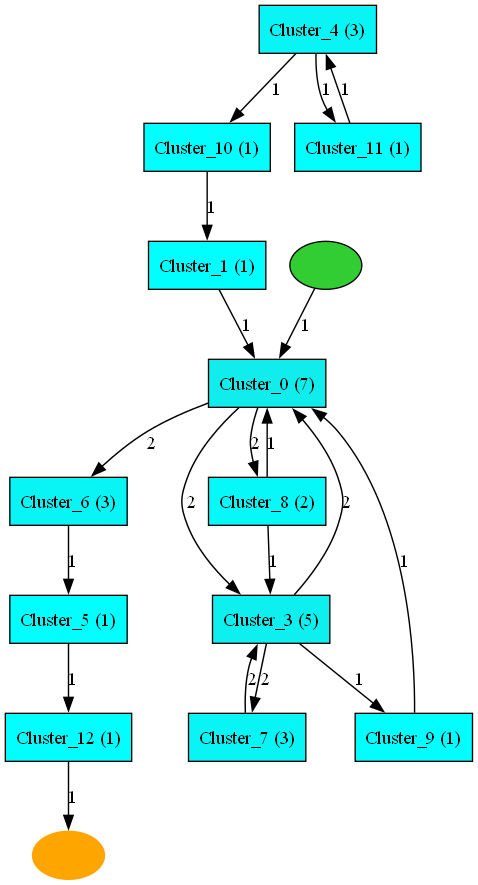 Cluster_4 (3)
1
1
1
Cluster_10 (1)
Cluster_11 (1)
1
Cluster_1 (1)
1
1
Cluster_0 (7)
2
2
2
1
2
1
Cluster_6 (3)
Cluster_8 (2)
1
1
Cluster_5 (1)
Cluster_3 (5)
1
2
2
1
Cluster_12 (1)
Cluster_7 (3)
Cluster_9 (1)
1